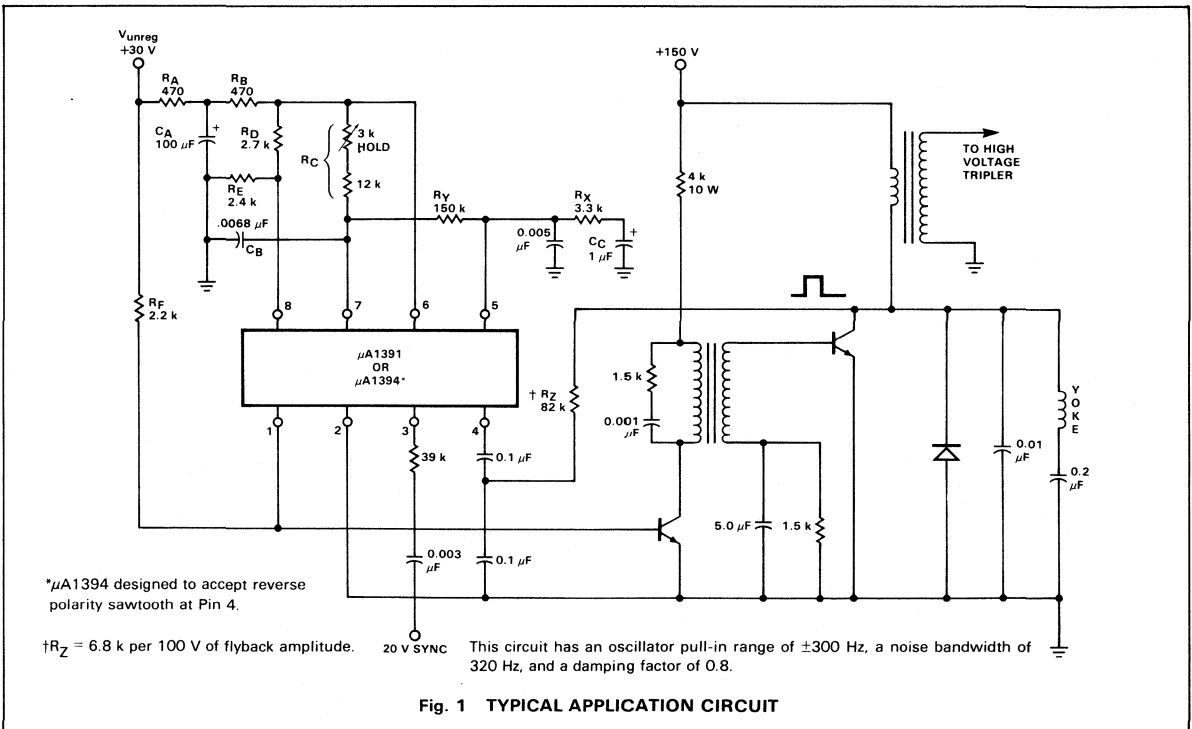 Vunreg
+30 V
RA
470
RB
470
CA
100 µF
+
RD
2.7 k
RC
3 k
HOLD
12 k
RE
2.4 k
.0068 µF
CB
RY
150 k
RX
3.3 k
0.005
µF
CC
1 µF
+
RF
2.2 k
8
7
6
5
µA1391
OR
µA1394*
1
2
3
4
39 k
0.1 µF
† RZ
82 k
0.003
µF
0.1 µF
20 V SYNC
+150 V
4 k
10 W
TO HIGH
VOLTAGE
TRIPLER
1.5 k
0.001
µF
5.0 µF
1.5 k
0.01
µF
YOKE
0.2
µF
*µA1394 designed to accept reverse
polarity sawtooth at Pin 4.
†RZ = 6.8 k per 100 V of flyback amplitude.
This circuit has an oscillator pull-in range of ±300 Hz, a noise bandwidth of
320 Hz, and a damping factor of 0.8.
Fig. 1 TYPICAL APPLICATION CIRCUIT